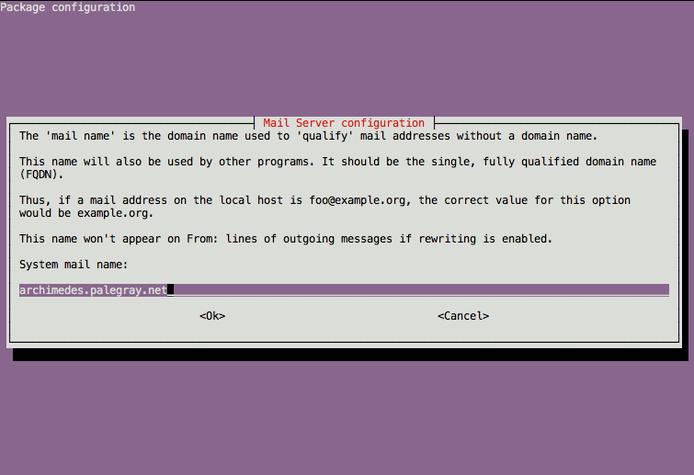 Package configuration
Mail Server configuration
The 'mail name' is the domain name used to 'qualify' mail addresses without a domain name.
This name will also be used by other programs. It should be the single, fully qualified domain name
(FQDN).
Thus, if a mail address on the local host is foo@example.org, the correct value for this option
would be example.org.
This name won't appear on From: lines of outgoing messages if rewriting is enabled.
System mail name:
archimedes.palegray.net
<Ok> <Cancel>